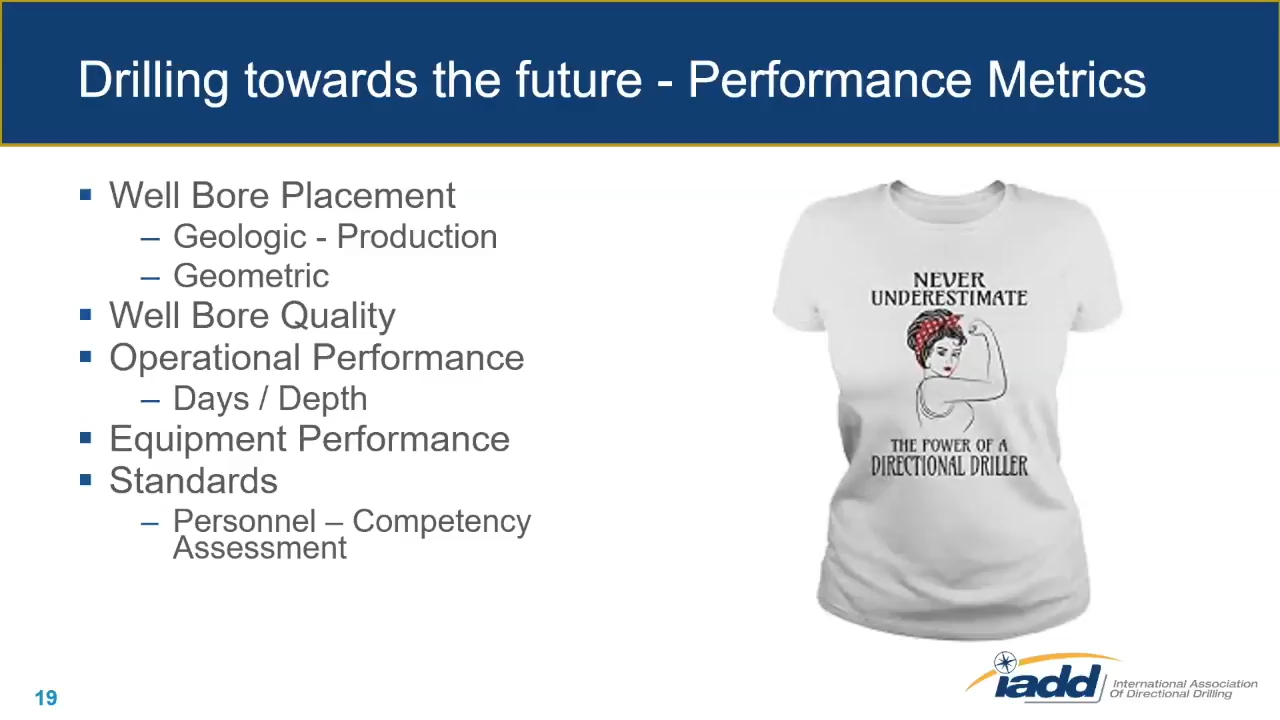 Drilling towards the future - Performance Metrics
▪ Well Bore Placement
– Geologic - Production
– Geometric
▪ Well Bore Quality
▪ Operational Performance
– Days / Depth
▪ Equipment Performance
▪ Standards
– Personnel – Competency
Assessment
NEVER
UNDERESTIMATE
THE POWER OF A
DIRECTIONAL DRILLER
19
iadd
International Association
Of Directional Drilling